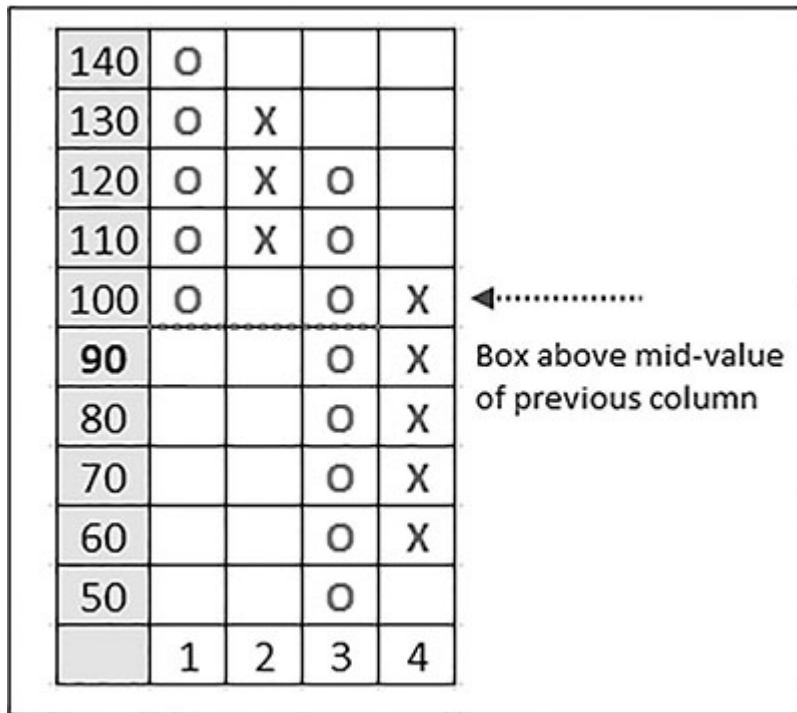 140 O
130 O X
120 O X O
110 O X O
100 O O X
90 O X
80 O X
70 O X
60 O X
50 O
1 2 3 4
Box above mid-value
of previous column